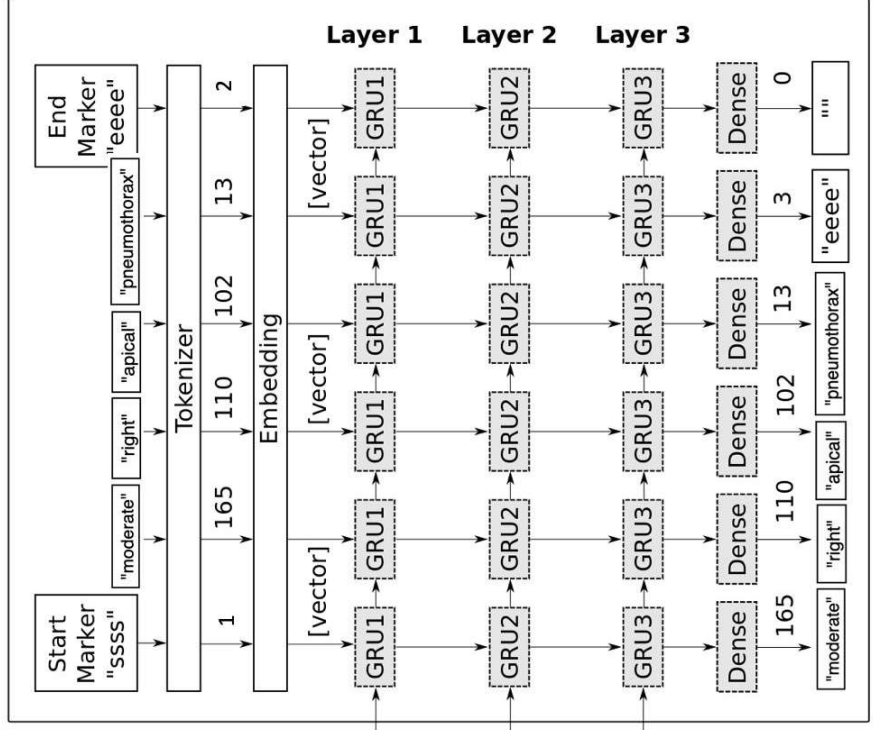 Layer 1 Layer 2 Layer 3
End
Marker
"eeee"
"pneumothorax"
"apical"
"right"
"moderate"
Start
Marker
"ssss"
Tokenizer
2
13
102
110
165
1
Embedding
[vector]
[vector]
[vector]
GRU1
GRU1
GRU1
GRU1
GRU1
GRU1
GRU2
GRU2
GRU2
GRU2
GRU2
GRU2
GRU3
GRU3
GRU3
GRU3
GRU3
GRU3
Dense
Dense
Dense
Dense
Dense
Dense
0
3
13
102
110
165
""
"eeee"
"pneumothorax"
"apical"
"right"
"moderate"